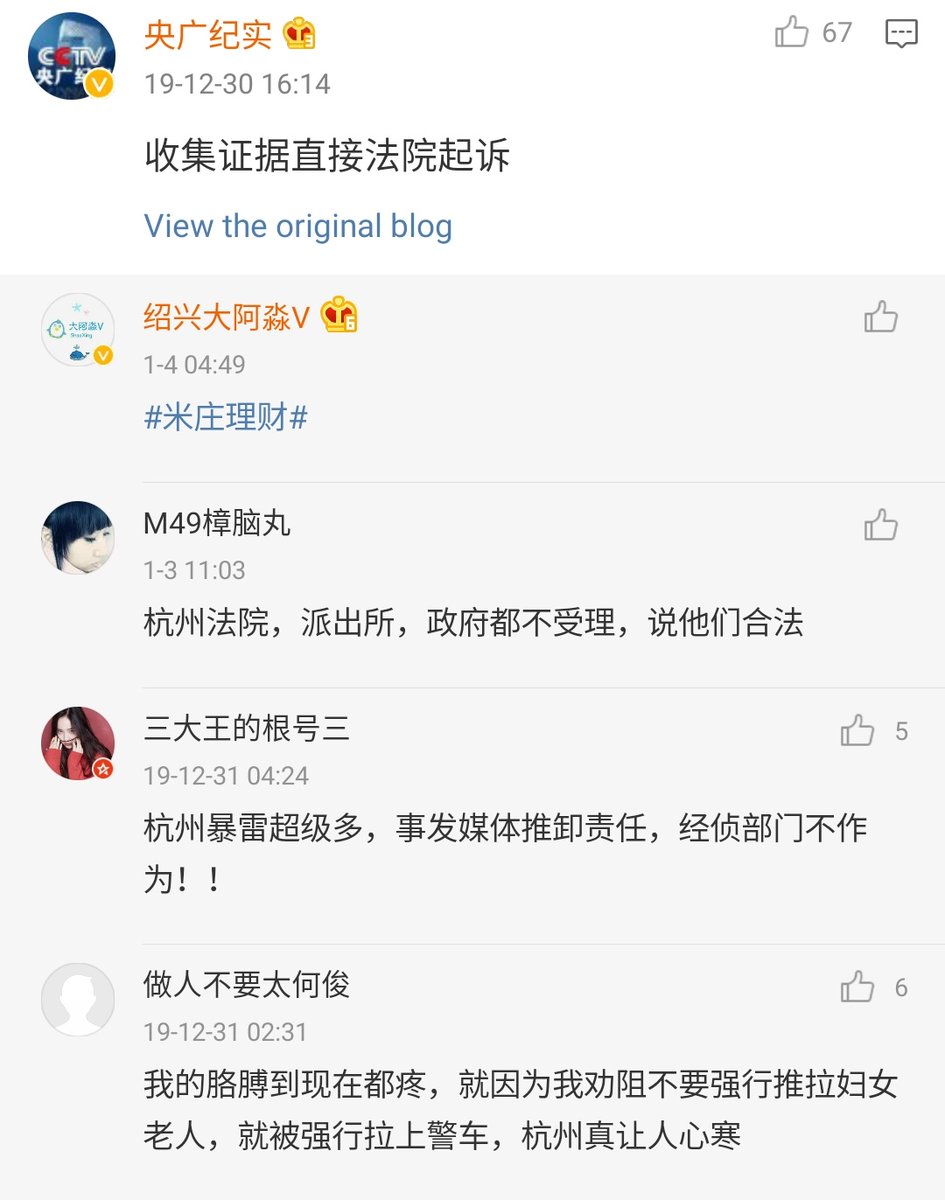 CCTV
央广纪
V
央广纪实
67
19-12-30 16:14
收集证据直接法院起诉
View the original blog
大阿淼V
ShaoXing
V
绍兴大阿淼V
1-4 04:49
#米庄理财#
M49樟脑丸
1-3 11:03
杭州法院，派出所，政府都不受理，说他们合法
三大王的根号三
5
19-12-31 04:24
杭州暴雷超级多，事发媒体推卸责任，经侦部门不作
为！！
做人不要太何俊
6
19-12-31 02:31
我的胳膊到现在都疼，就因为我劝阻不要强行推拉妇女
老人，就被强行拉上警车，杭州真让人心寒